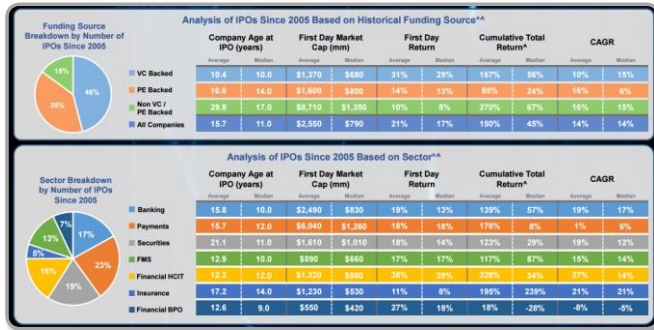 Analysis of IPOs Since 2005 Based on Historical Funding Source*^
Funding Source
Breakdown by Number of
IPOs Since 2005
Company Age at
IPO (years)
First Day Market
Cap (mm)
First Day
Return
Cumulative Total
Return^
CAGR
Average Median Average Median Average Median Average Median Average Median
VC Backed 10.4 10.0 $1,370 $680 31% 29% 167% 56% 10% 15%
PE Backed 16.6 14.0 $1,600 $800 14% 13% 24% 16% 6%
Non VC /
PE Backed 29.8 17.0 $8,710 $1,350 10% 8% 270% 67% 16% 15%
All Companies 15.7 11.0 $2,550 $790 21% 17% 150% 45% 14% 14%
15%
46%
39%
Analysis of IPOs Since 2005 Based on Sector*^
Sector Breakdown
by Number of IPOs
Since 2005
Company Age at
IPO (years)
First Day Market
Cap (mm)
First Day
Return
Cumulative Total
Return^
CAGR
Average Median Average Median Average Median Average Median Average Median
Banking 15.8 10.0 $2,490 $830 19% 13% 139% 57% 19% 17%
Payments 15.7 12.0 $6,040 $1,260 18% 18% 176% 8% 1% 6%
Securities 21.1 11.0 $1,610 $1,010 18% 14% 123% 29% 19% 12%
FMS 12.9 10.0 $890 $660 17% 17% 117% 87% 15% 14%
Financial HCIT 12.2 12.0 $1,220 $880 38% 29% 34% 27% 14%
Insurance 17.2 14.0 $1,230 $530 11% 8% 195% 239% 21% 21%
Financial BPO 12.6 9.0 $550 $420 27% 18% 18% -28% -8% -5%
7%
17%
13%
5%
23%
16%
19%